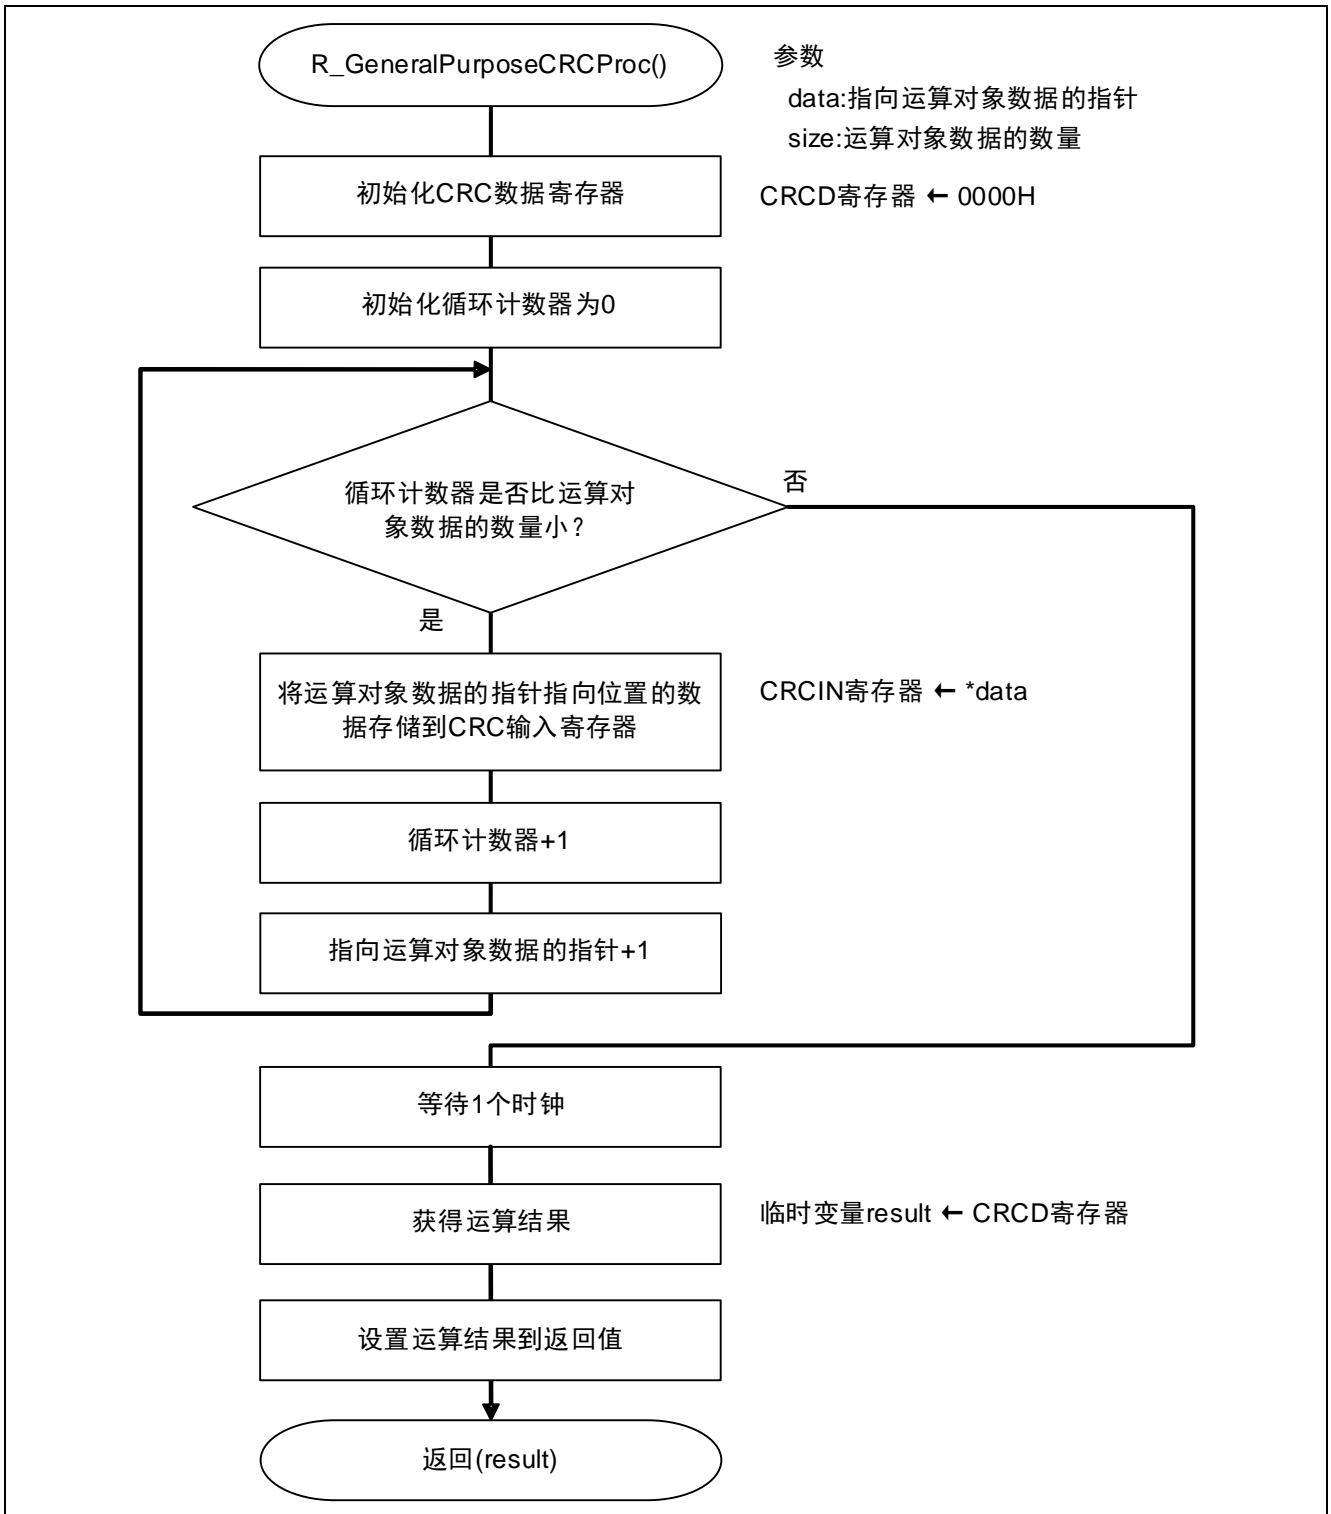 R_GeneralPurposeCRCProc()
参数
data:指向运算对象数据的指针
size:运算对象数据的数量
初始化CRC数据寄存器
CRCD寄存器 ← 0000H
初始化循环计数器为0
循环计数器是否比运算对
象数据的数量小？
否
是
将运算对象数据的指针指向位置的数
据存储到CRC输入寄存器
CRCIN寄存器 ← *data
循环计数器+1
指向运算对象数据的指针+1
等待1个时钟
获得运算结果
临时变量result ← CRCD寄存器
设置运算结果到返回值
返回(result)